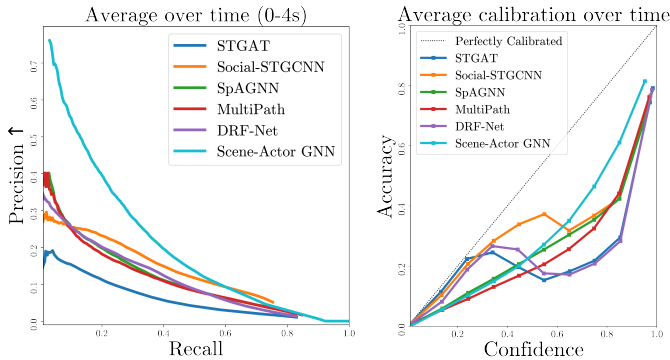 Average over time (0-4s)
Precision ↑
0.7
0.6
0.5
0.4
0.3
0.2
0.1
0.0
STGAT
Social-STGCNN
SpAGNN
MultiPath
DRF-Net
Scene-Actor GNN
0.2
0.4
0.6
0.8
1.0
Recall
Average calibration over time
Accuracy
1.0
0.8
0.6
0.4
0.2
0.0
Perfectly Calibrated
STGAT
Social-STGCNN
SpAGNN
MultiPath
DRF-Net
Scene-Actor GNN
0.2
0.4
0.6
0.8
1.0
Confidence